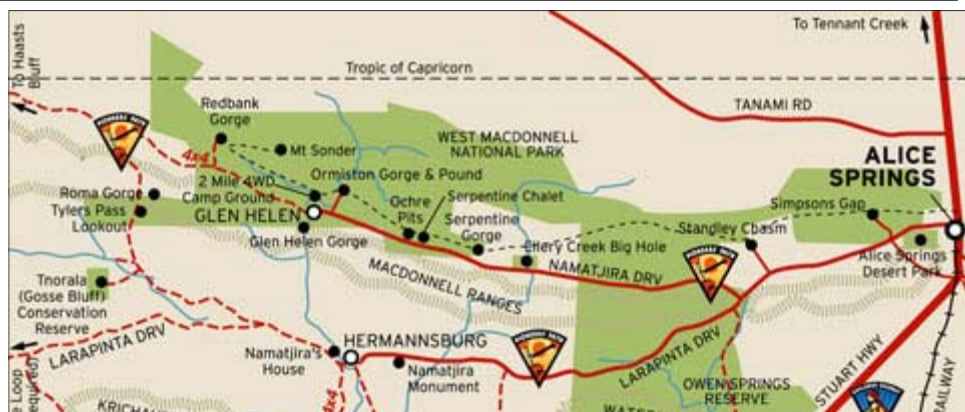 To Tennant Creek
To Haasts
Bluff
Tropic of Capricorn
Redbank
Gorge
TANAMI RD
WEST MACDONNELL
NATIONAL PARK
4x4
Mt Sonder
ALICE
SPRINGS
Ormiston Gorge & Pound
2 Mile 4WD
Camp Ground
Roma Gorge
Tylers Pass
Lookout
GLEN HELEN
Ochre
Pits
Serpentine Chalet
Serpentine
Gorge
Simpsons Gap
Standley Chasm
Glen Helen Gorge
Ellery Creek Big Hole
Alice Springs
Desert Park
NAMATJIRA DRV
MACDONNELL RANGES
Tnorala
(Gosse Bluff)
Conservation
Reserve
LARAPINTA DRV
HERMANNSBURG
Namatjira's
House
Namatjira
Monument
LARAPINTA DRV
OWEN SPRINGS
RESERVE
STUART HWY
4x4